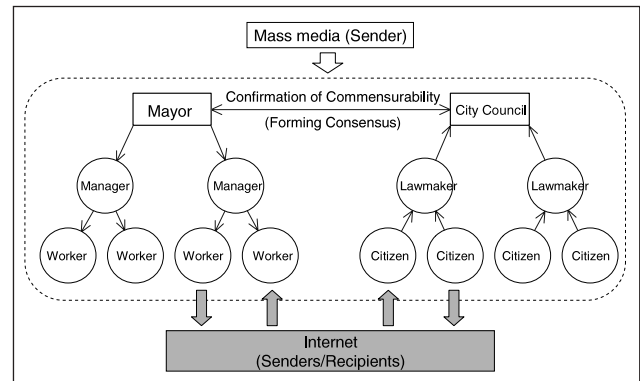 Mass media (Sender)
Mayor
Confirmation of Commensurability
(Forming Consensus)
City Council
Manager
Manager
Lawmaker
Lawmaker
Worker
Worker
Worker
Worker
Citizen
Citizen
Citizen
Citizen
Internet
(Senders/Recipients)